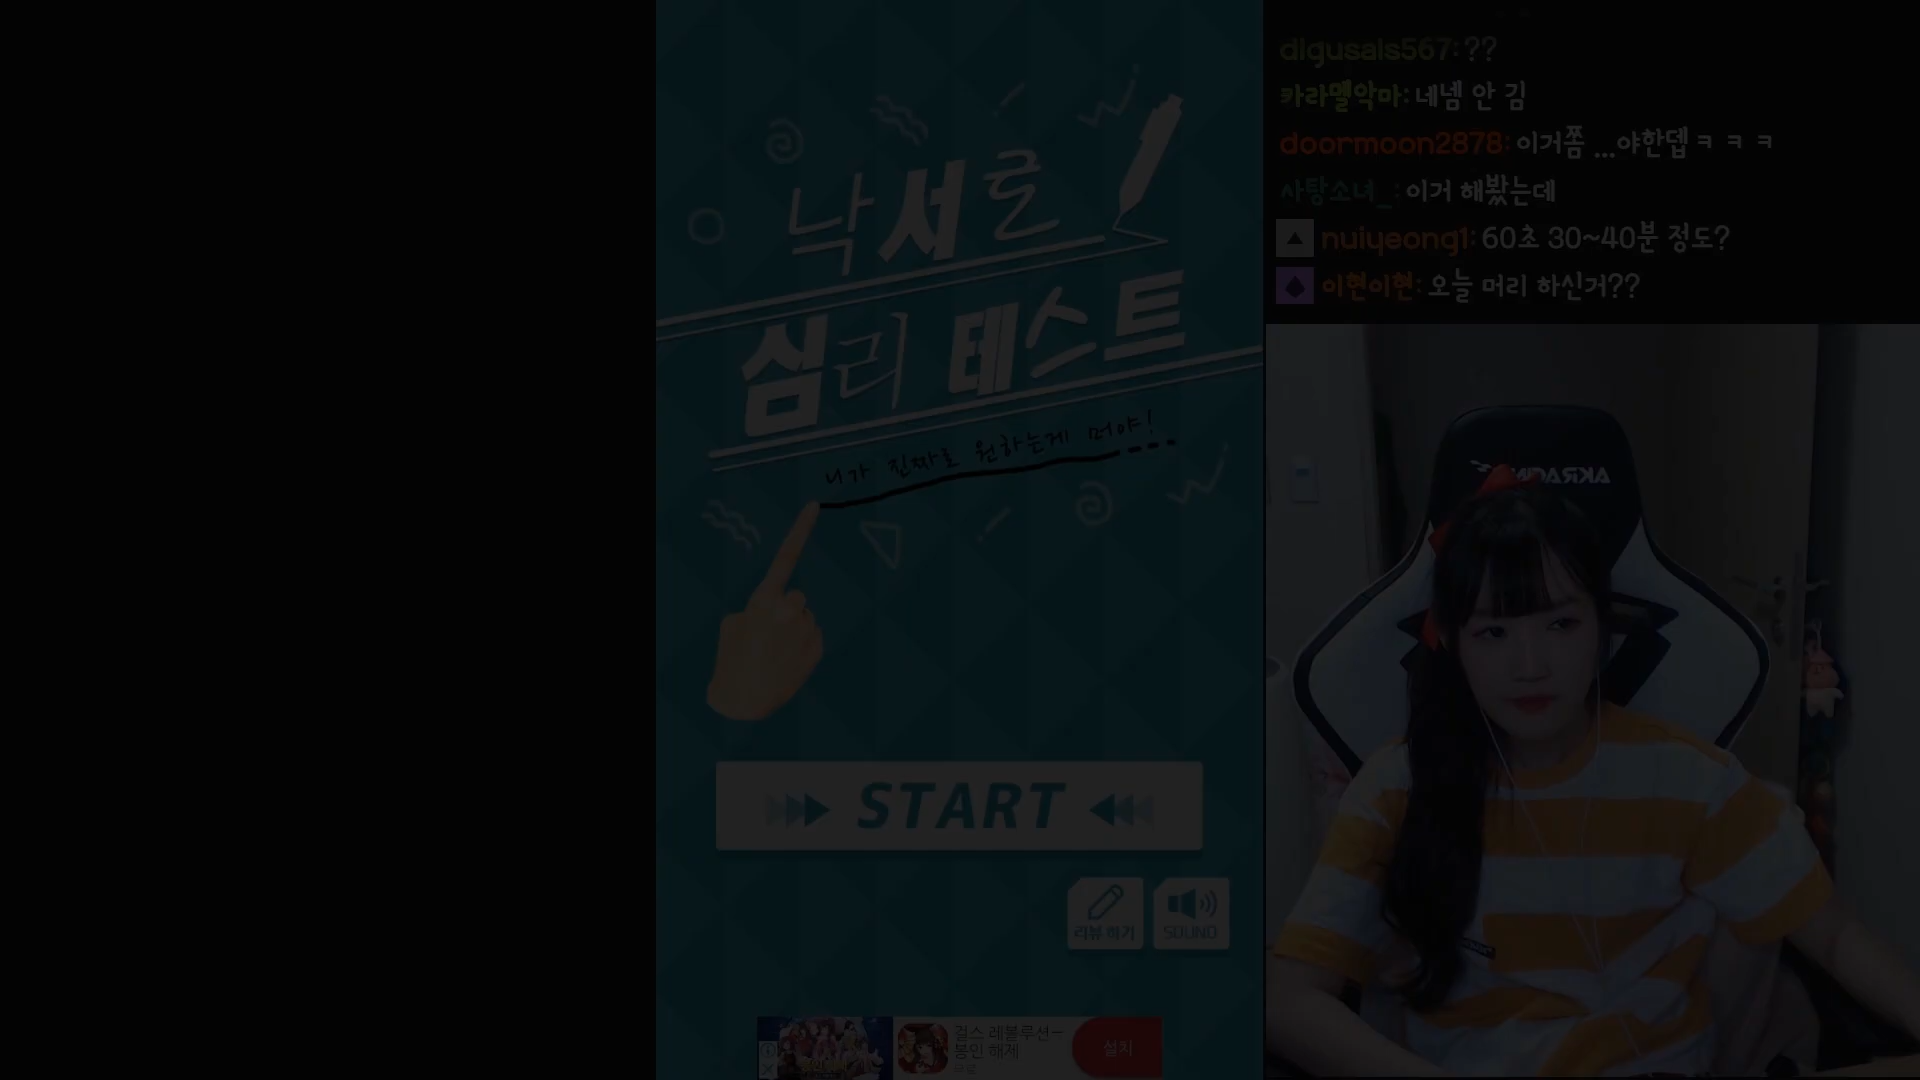 낙서로
심리 테스트
니가 진짜로 원하는게 머야!
START
리뷰 하기
SOUND
걸스 레볼루션-
봉인 해제
설치
digusals567: ??
카라멜악마: 네넴 안 김
doormoon2878: 이거쫌 ...야한뎁ㅋ ㅋ ㅋ
사탕소녀_: 이거 해봤는데
nuiyeong1: 60초 30~40분 정도?
이현이현: 오늘 머리 하신거??
AKRACING